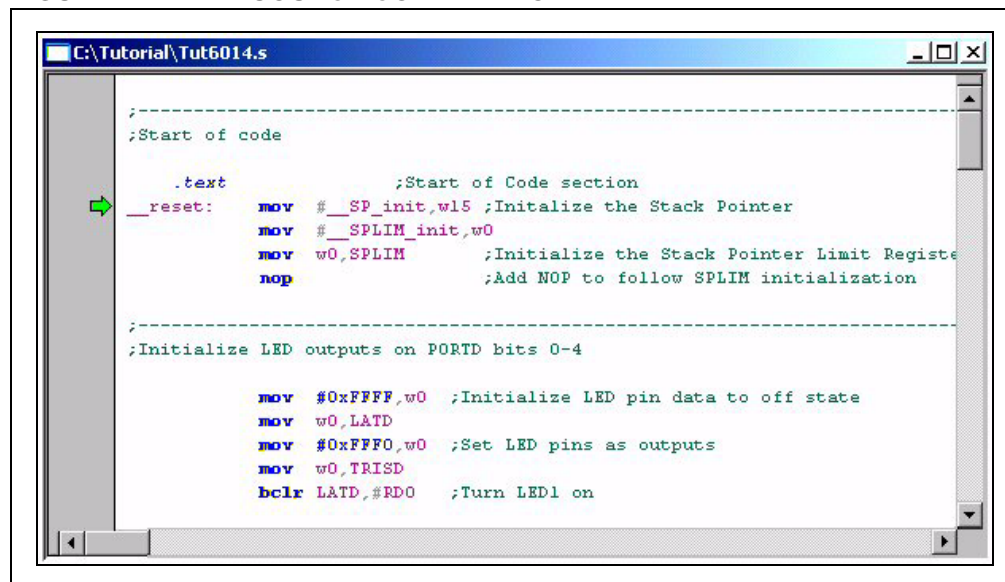 C:\Tutorial\Tut6014.s
;---------------------------------------------------------------------------
;Start of code
.text ;Start of Code section
__reset: mov #__SP_init,w15 ;Initalize the Stack Pointer
mov #__SPLIM_init,w0
mov w0,SPLIM ;Initialize the Stack Pointer Limit Registe
nop ;Add NOP to follow SPLIM initialization
;---------------------------------------------------------------------------
;Initialize LED outputs on PORTD bits 0-4
mov #0xFFFF,w0 ;Initialize LED pin data to off state
mov w0,LATD
mov #0xFFF0,w0 ;Set LED pins as outputs
mov w0,TRISD
bclr LATD,#RD0 ;Turn LED1 on